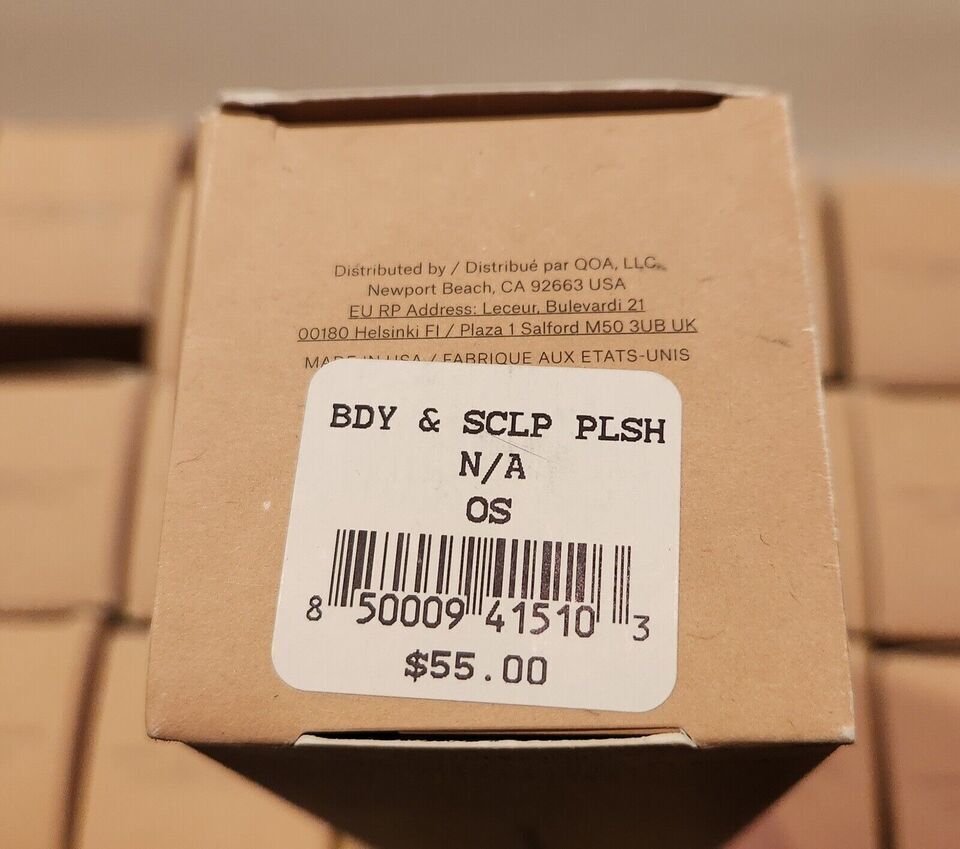 Distributed by / Distribué par QOA, LLC.
Newport Beach, CA 92663 USA
EU RP Address: Leceur, Bulevardi 21
00180 Helsinki FI / Plaza 1 Salford M50 3UB UK
MADE IN USA / FABRIQUE AUX ETATS-UNIS
BDY & SCLP PLSH
N/A
OS
8 50009 41510 3
$55.00